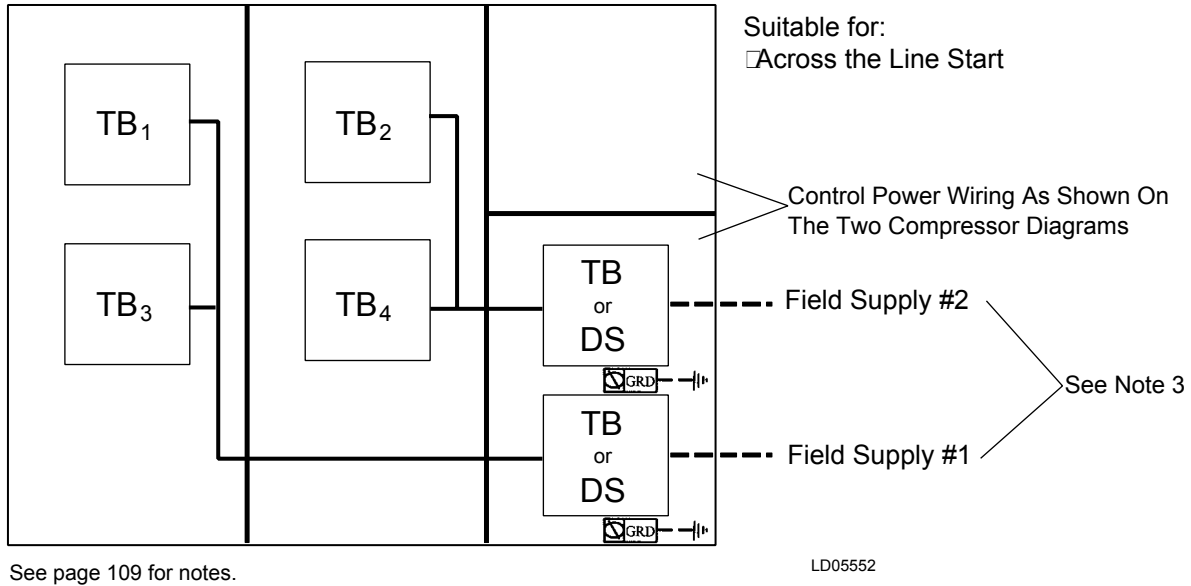 Suitable for:
□Across the Line Start
TB1
TB2
Control Power Wiring As Shown On
The Two Compressor Diagrams
TB3
TB4
TB
or
DS
Field Supply #2
GRD
See Note 3
TB
or
DS
Field Supply #1
GRD
See page 109 for notes.
LD05552